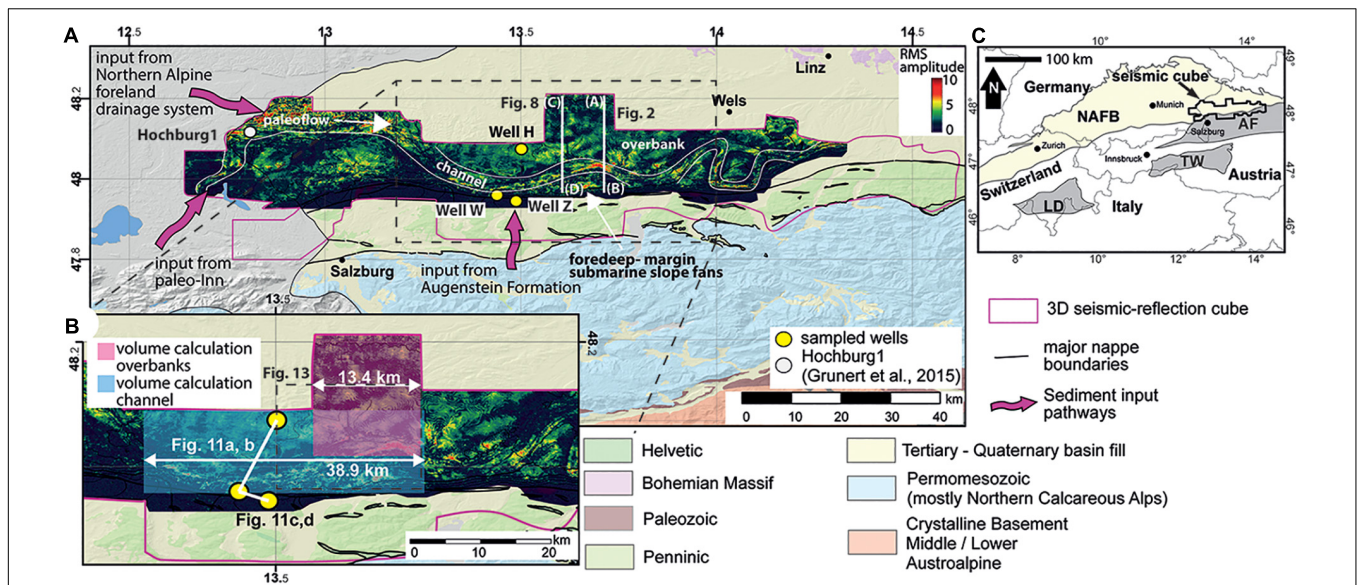 A
12.5
13
13.5
14
14.5
input from
Northern Alpine
foreland
drainage system
RMS
amplitude
10
5
0
Linz
48.2
Fig. 8
(C)
(A)
Fig. 2
Wels
Hochburg1
paleoflow
Well H
overbank
48
channel
(D)
(B)
Well W
Well Z
input from
paleo-Inn
foredeep- margin
submarine slope fans
47.8
Salzburg
input from
Augenstein Formation
sampled wells
Hochburg1
(Grunert et al., 2015)
km
0
10
20
30
40
B
13.5
48.2
48.2
volume calculation
overbanks
volume calculation
channel
Fig. 13
13.4 km
Fig. 11a, b
38.9 km
Fig. 11c,d
km
0
10
20
13.5
C
10°
14°
100 km
N
49°
seismic cube
Germany
48°
Munich
48°
NAFB
Salzburg
AF
Zurich
47°
Innsbruck
TW
47°
Switzerland
Austria
46°
LD
Italy
46°
8°
10°
12°
14°
3D seismic-reflection cube
major nappe
boundaries
Sediment input
pathways
Helvetic
Bohemian Massif
Paleozoic
Penninic
Tertiary - Quaternary basin fill
Permomesozoic
(mostly Northern Calcareous Alps)
Crystalline Basement
Middle / Lower
Austroalpine